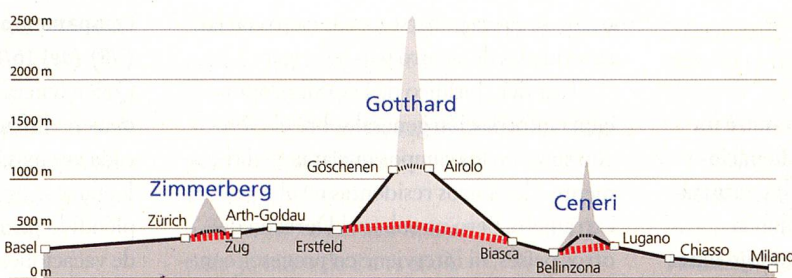 2500 m
2000 m
1500 m
Gotthard
1000 m
Göschenen
Airolo
Zimmerberg
Ceneri
500 m
Zürich
Arth-Goldau
Basel
Zug
Erstfeld
Biasca
Bellinzona
Lugano
Chiasso
Milano
0 m